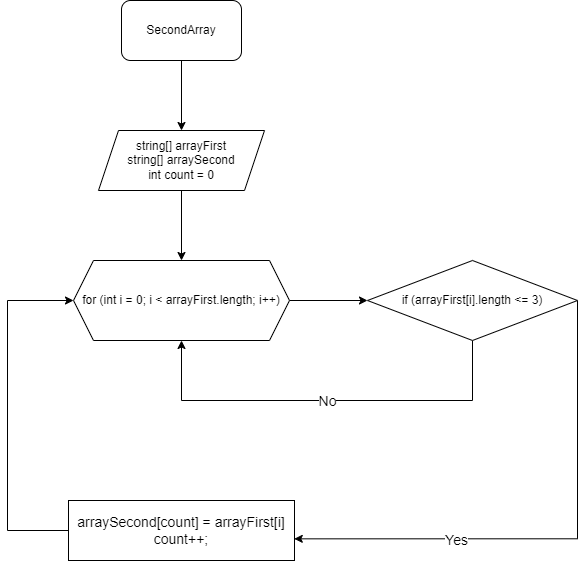 SecondArray
string[] arrayFirst
string[] arraySecond
int count = 0
for (int i = 0; i < arrayFirst.length; i++)
if (arrayFirst[i].length <= 3)
No
arraySecond[count] = arrayFirst[i]
count++;
Yes